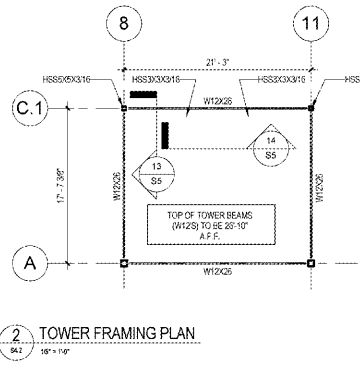 8
11
21' - 3"
HSS5X5X3/16
HSS3X3X3/16
HSS3X3X3/16
HSS
W12X26
C.1
14
S5
13
S5
17' - 7 3/8"
W12X26
W12X26
TOP OF TOWER BEAMS
(W12'S) TO BE 26'-10"
A.F.F.
A
W12X26
2
S4.2
TOWER FRAMING PLAN
1/8" = 1'-0"